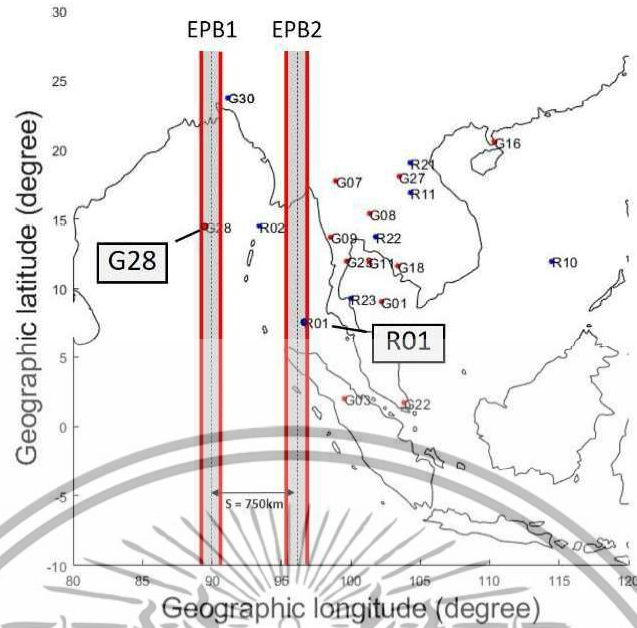 30
EPB1 EPB2
25
G30
20
G16
R21
G27
G07
R11
G08
15
G28 R02
G09 R22
G28
G11 G18
R10
10
R23 G01
R01
R01
5
G03 G22
0
-5
S = 750km
-10
80 85 90 95 100 105 110 115 120
Geographic longitude (degree)
Geographic latitude (degree)